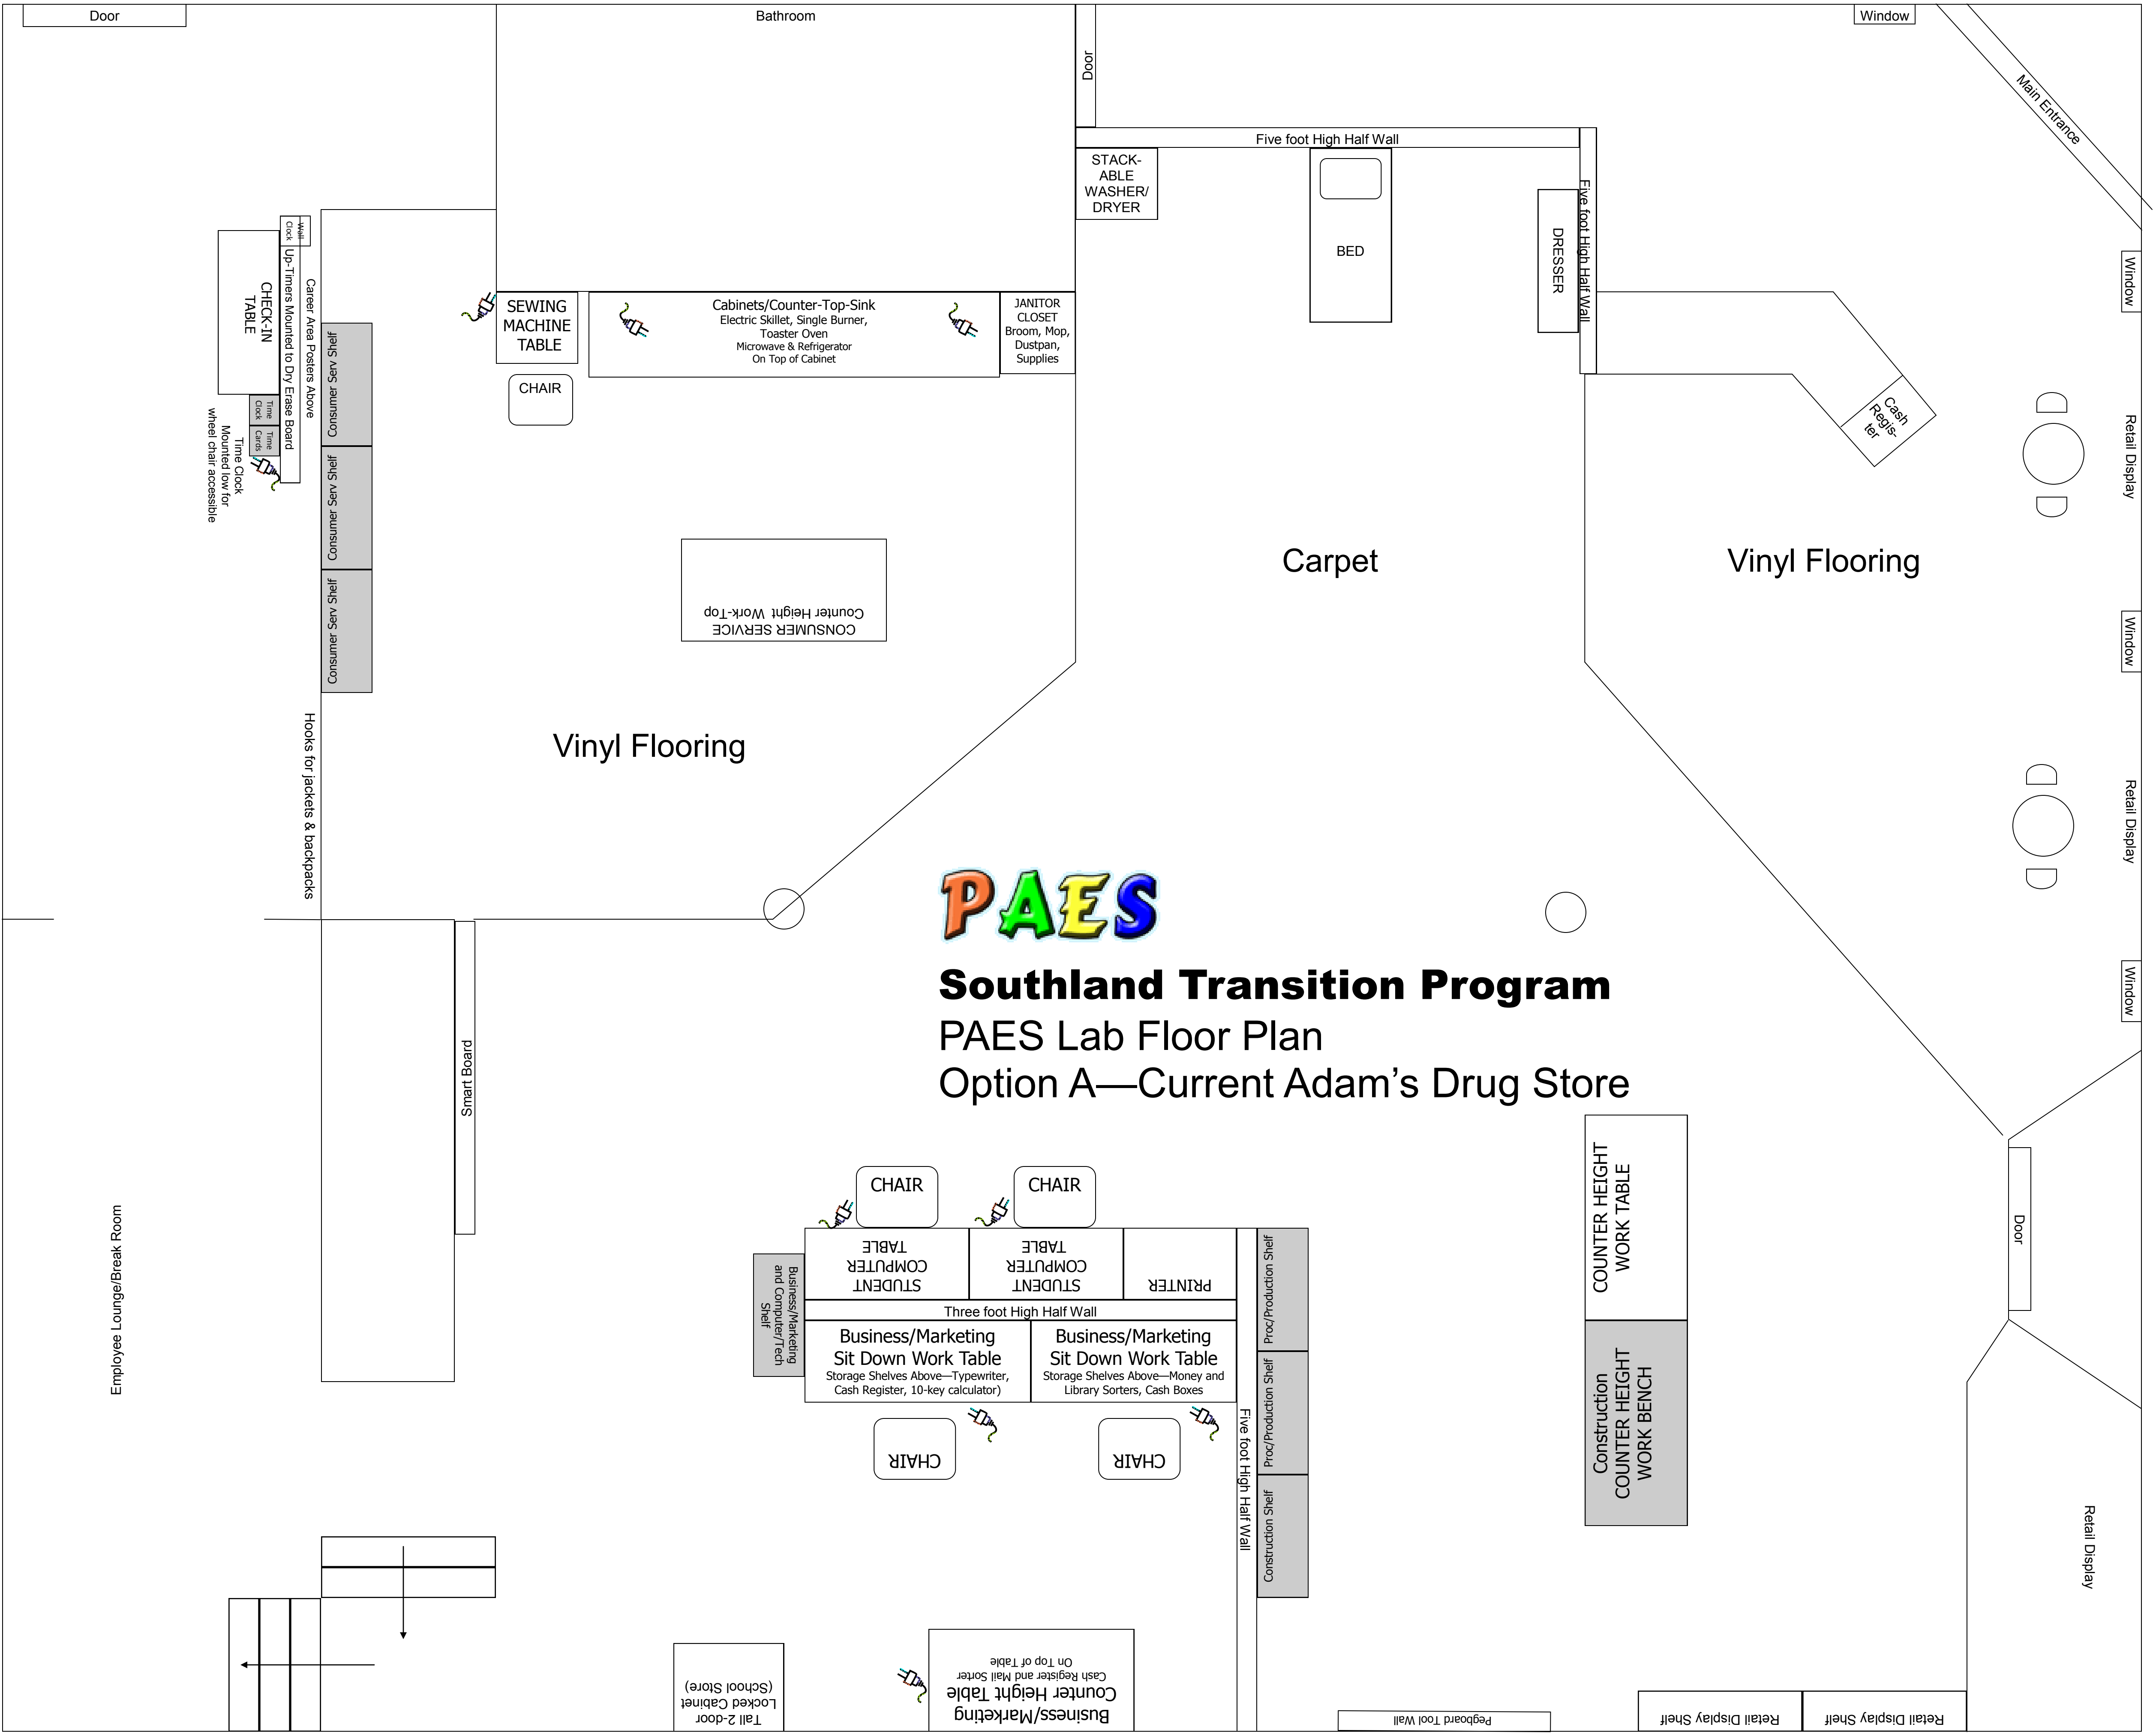 Door
Bathroom
Door
Window
Main Entrance
Five foot High Half Wall
STACK-
ABLE
WASHER/
DRYER
BED
DRESSER
Five foot High Half Wall
Wall
Clock
Up-Timers Mounted to Dry Erase Board
Career Area Posters Above
CHECK-IN
TABLE
Time
Clock
Time
Cards
Time Clock
Mounted low for
wheel chair accessible
Consumer Serv Shelf
Consumer Serv Shelf
Consumer Serv Shelf
Hooks for jackets & backpacks
SEWING
MACHINE
TABLE
CHAIR
Cabinets/Counter-Top-Sink
Electric Skillet, Single Burner,
Toaster Oven
Microwave & Refrigerator
On Top of Cabinet
JANITOR
CLOSET
Broom, Mop,
Dustpan,
Supplies
Window
Cash
Regis-
ter
Retail Display
CONSUMER SERVICE
Counter Height Work-Top
Carpet
Vinyl Flooring
Window
Vinyl Flooring
Retail Display
PAES
Southland Transition Program
PAES Lab Floor Plan
Option A—Current Adam's Drug Store
Window
Smart Board
Employee Lounge/Break Room
CHAIR
CHAIR
STUDENT
COMPUTER
TABLE
STUDENT
COMPUTER
TABLE
PRINTER
Business/Marketing
and Computer/Tech
Shelf
Three foot High Half Wall
Business/Marketing
Sit Down Work Table
Storage Shelves Above—Typewriter,
Cash Register, 10-key calculator)
Business/Marketing
Sit Down Work Table
Storage Shelves Above—Money and
Library Sorters, Cash Boxes
CHAIR
CHAIR
Five foot High Half Wall
Proc/Production Shelf
Proc/Production Shelf
Construction Shelf
COUNTER HEIGHT
WORK TABLE
Construction
COUNTER HEIGHT
WORK BENCH
Door
Retail Display
Tall 2-door
Locked Cabinet
(School Store)
Business/Marketing
Counter Height Table
Cash Register and Mail Sorter
On Top of Table
Pegboard Tool Wall
Retail Display Shelf
Retail Display Shelf